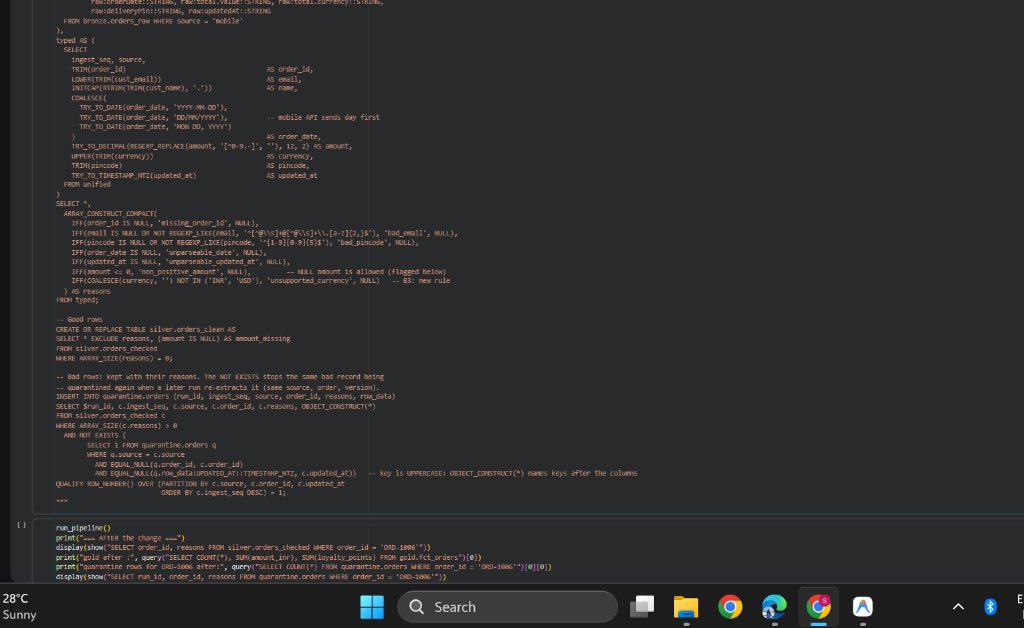 raw:orderDate::STRING, raw:total.value::STRING, raw:total.currency::STRING,
raw:deliveryPin::STRING, raw:updatedAt::STRING
FROM bronze.orders_raw WHERE source = 'mobile'
),
typed AS (
SELECT
ingest_seq, source,
TRIM(order_id) AS order_id,
LOWER(TRIM(cust_email)) AS email,
INITCAP(RTRIM(TRIM(cust_name), '.')) AS name,
COALESCE(
TRY_TO_DATE(order_date, 'YYYY-MM-DD'),
TRY_TO_DATE(order_date, 'DD/MM/YYYY'), -- mobile API sends day first
TRY_TO_DATE(order_date, 'MON DD, YYYY')
) AS order_date,
TRY_TO_DECIMAL(REGEXP_REPLACE(amount, '[^0-9.-]', ''), 12, 2) AS amount,
UPPER(TRIM(currency)) AS currency,
TRIM(pincode) AS pincode,
TRY_TO_TIMESTAMP_NTZ(updated_at) AS updated_at
FROM unified
)
SELECT *,
ARRAY_CONSTRUCT_COMPACT(
IFF(order_id IS NULL, 'missing_order_id', NULL),
IFF(email IS NULL OR NOT REGEXP_LIKE(email, '^[^@\\s]+@[^@\\s]+\\.[a-z]{2,}$'), 'bad_email', NULL),
IFF(pincode IS NULL OR NOT REGEXP_LIKE(pincode, '^[1-9][0-9]{5}$'), 'bad_pincode', NULL),
IFF(order_date IS NULL, 'unparseable_date', NULL),
IFF(updated_at IS NULL, 'unparseable_updated_at', NULL),
IFF(amount <= 0, 'non_positive_amount', NULL), -- NULL amount is allowed (flagged below)
IFF(COALESCE(currency, '') NOT IN ('INR', 'USD'), 'unsupported_currency', NULL) -- B3: new rule
) AS reasons
FROM typed;
-- Good rows
CREATE OR REPLACE TABLE silver.orders_clean AS
SELECT * EXCLUDE reasons, (amount IS NULL) AS amount_missing
FROM silver.orders_checked
WHERE ARRAY_SIZE(reasons) = 0;
-- Bad rows: kept with their reasons. The NOT EXISTS stops the same bad record being
-- quarantined again when a later run re-extracts it (same source, order, version).
INSERT INTO quarantine.orders (run_id, ingest_seq, source, order_id, reasons, row_data)
SELECT $run_id, c.ingest_seq, c.source, c.order_id, c.reasons, OBJECT_CONSTRUCT(*)
FROM silver.orders_checked c
WHERE ARRAY_SIZE(c.reasons) > 0
AND NOT EXISTS (
SELECT 1 FROM quarantine.orders q
WHERE q.source = c.source
AND EQUAL_NULL(q.order_id, c.order_id)
AND EQUAL_NULL(q.row_data:UPDATED_AT::TIMESTAMP_NTZ, c.updated_at)) -- key is UPPERCASE: OBJECT_CONSTRUCT(*) names keys after the columns
QUALIFY ROW_NUMBER() OVER (PARTITION BY c.source, c.order_id, c.updated_at
ORDER BY c.ingest_seq DESC) = 1;
"""
[ ]
run_pipeline()
print("=== AFTER the change ===")
display(show("SELECT order_id, reasons FROM silver.orders_checked WHERE order_id = 'ORD-1006'"))
print("gold after :", query("SELECT COUNT(*), SUM(amount_inr), SUM(loyalty_points) FROM gold.fct_orders")[0])
print("quarantine rows for ORD-1006 after:", query("SELECT COUNT(*) FROM quarantine.orders WHERE order_id = 'ORD-1006'")[0][0])
display(show("SELECT run_id, order_id, reasons FROM quarantine.orders WHERE order_id = 'ORD-1006'"))
28°C
Sunny
Search